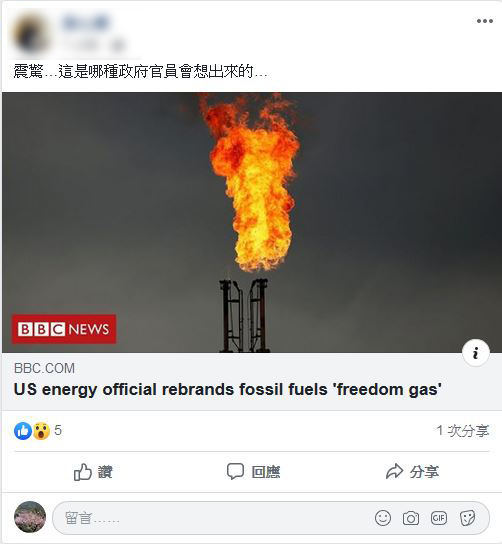 震驚...這是哪種政府官員會想出來的...
BBC NEWS
BBC.COM
US energy official rebrands fossil fuels 'freedom gas'
5
1 次分享
讚
回應
分享
留言......
GIF